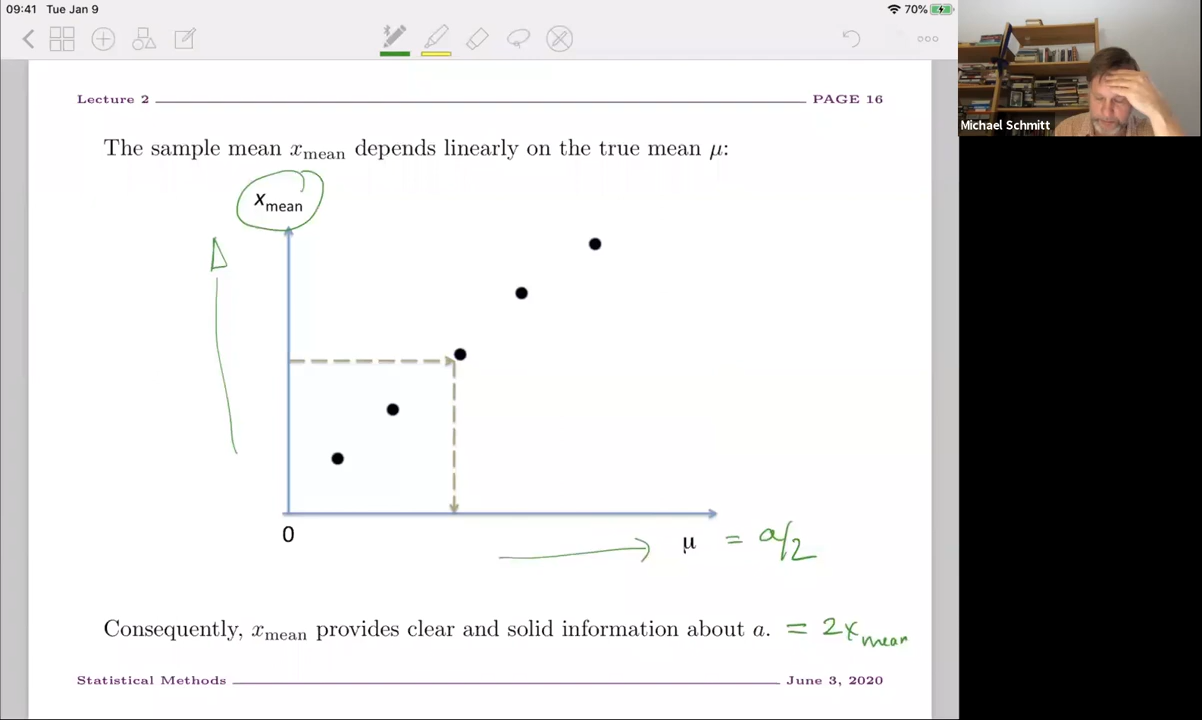 09:41 Tue Jan 9
70%
Michael Schmitt
Lecture 2 PAGE 16
The sample mean x_mean depends linearly on the true mean μ:
x_mean
0
μ = a/2
Consequently, x_mean provides clear and solid information about a. = 2x_mean
Statistical Methods June 3, 2020